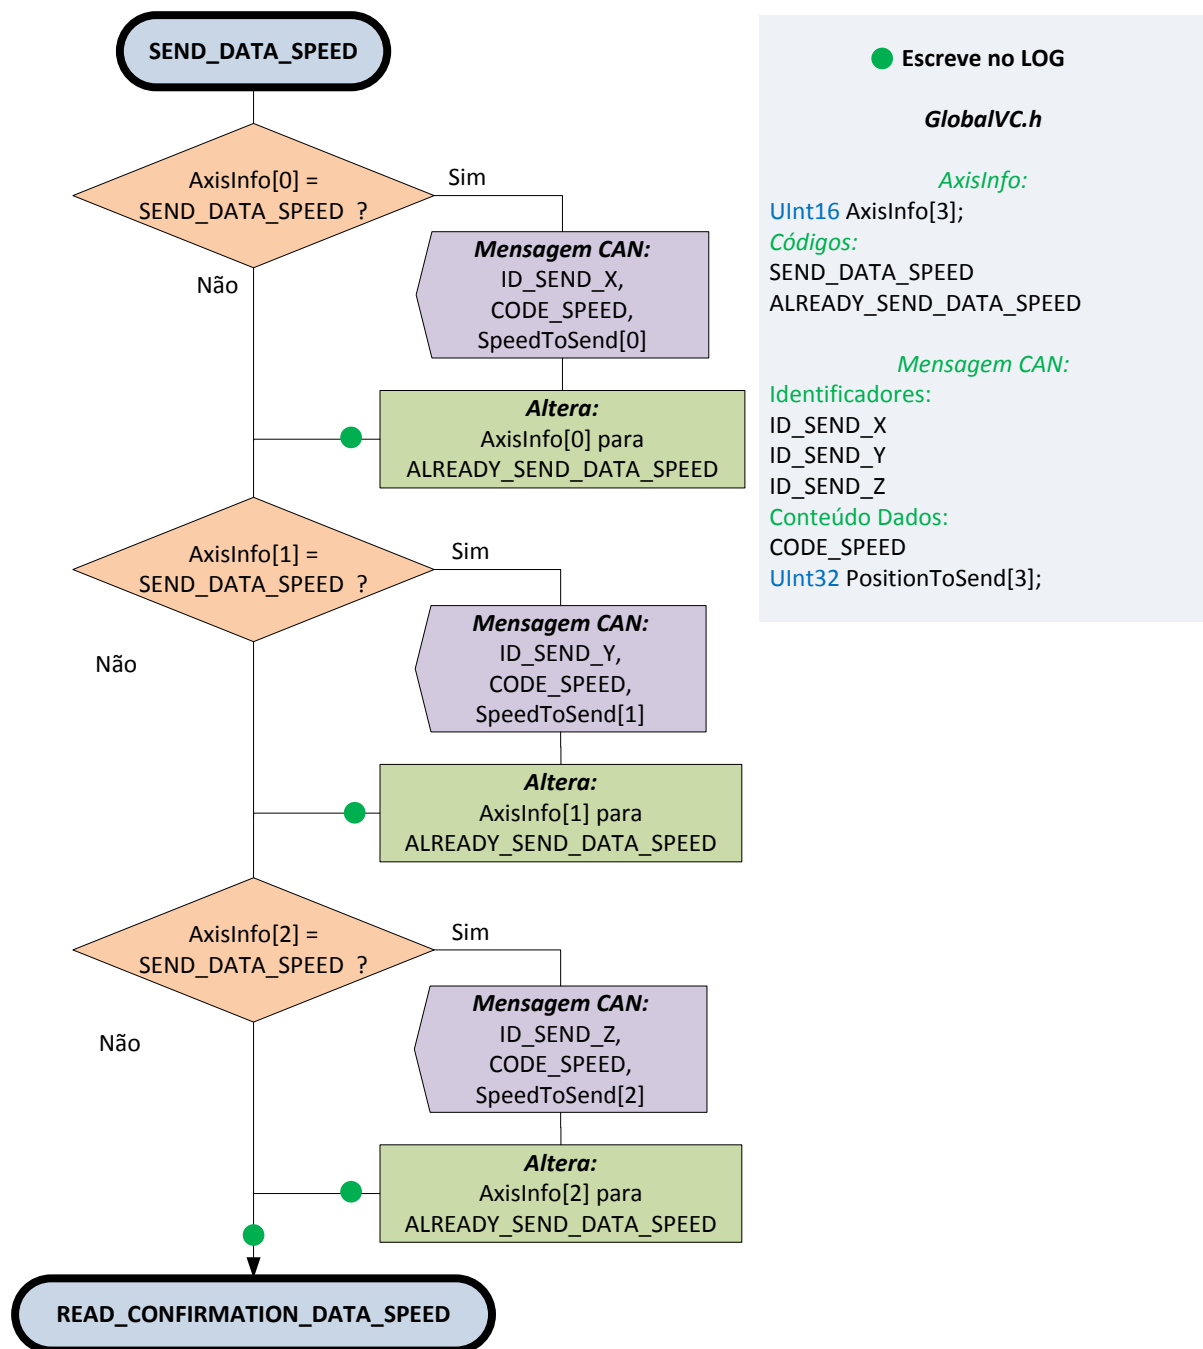 SEND_DATA_SPEED
AxisInfo[0] =
SEND_DATA_SPEED ?
Sim
Não
Mensagem CAN:
ID_SEND_X,
CODE_SPEED,
SpeedToSend[0]
Altera:
AxisInfo[0] para
ALREADY_SEND_DATA_SPEED
AxisInfo[1] =
SEND_DATA_SPEED ?
Sim
Não
Mensagem CAN:
ID_SEND_Y,
CODE_SPEED,
SpeedToSend[1]
Altera:
AxisInfo[1] para
ALREADY_SEND_DATA_SPEED
AxisInfo[2] =
SEND_DATA_SPEED ?
Sim
Não
Mensagem CAN:
ID_SEND_Z,
CODE_SPEED,
SpeedToSend[2]
Altera:
AxisInfo[2] para
ALREADY_SEND_DATA_SPEED
READ_CONFIRMATION_DATA_SPEED
Escreve no LOG
GlobalVC.h
AxisInfo:
UInt16 AxisInfo[3];
Códigos:
SEND_DATA_SPEED
ALREADY_SEND_DATA_SPEED
Mensagem CAN:
Identificadores:
ID_SEND_X
ID_SEND_Y
ID_SEND_Z
Conteúdo Dados:
CODE_SPEED
UInt32 PositionToSend[3];